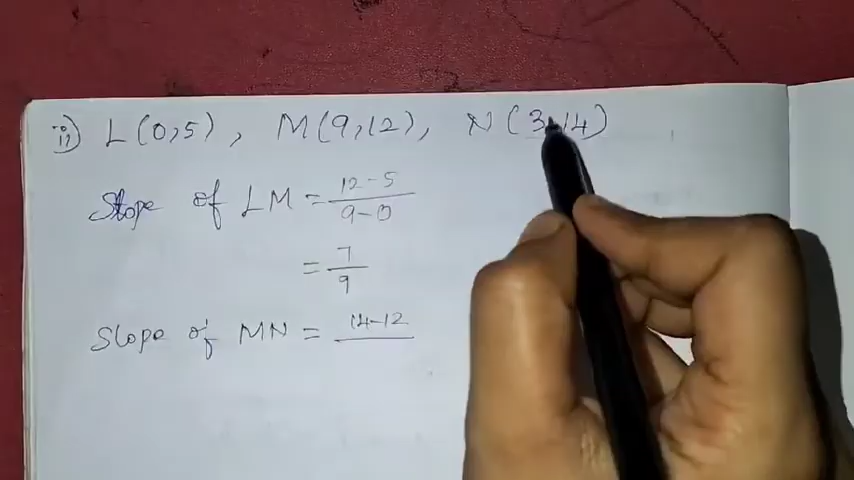 ii) L(0,5), M(9,12), N(3,14)
Slope of LM = 12-5 / 9-0
= 7/9
Slope of MN = 14-12